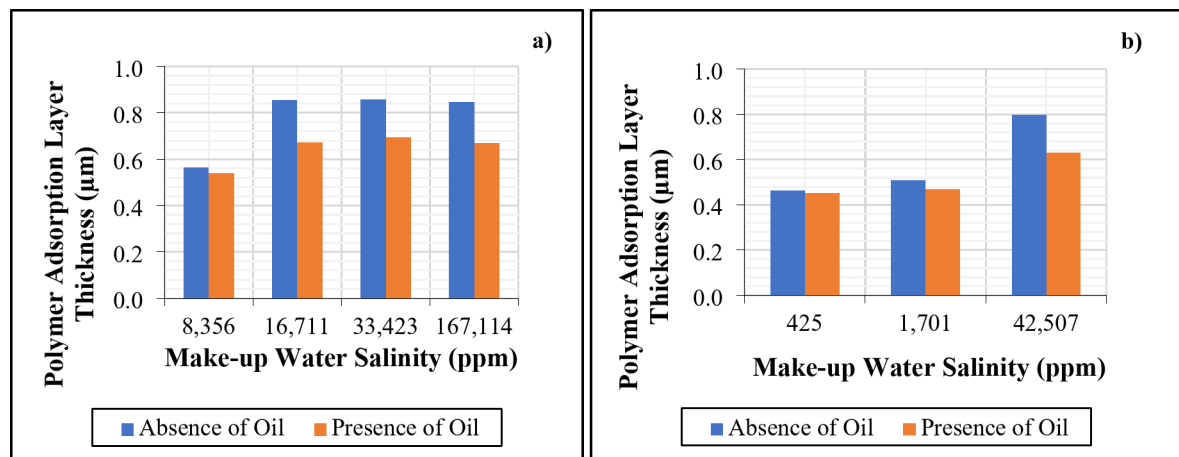 a)
Polymer Adsorption Layer
Thickness (μm)
1.0
0.8
0.6
0.4
0.2
0.0
8,356 16,711 33,423 167,114
Make-up Water Salinity (ppm)
Absence of Oil Presence of Oil
b)
Polymer Adsorption Layer
Thickness (μm)
1.0
0.8
0.6
0.4
0.2
0.0
425 1,701 42,507
Make-up Water Salinity (ppm)
Absence of Oil Presence of Oil